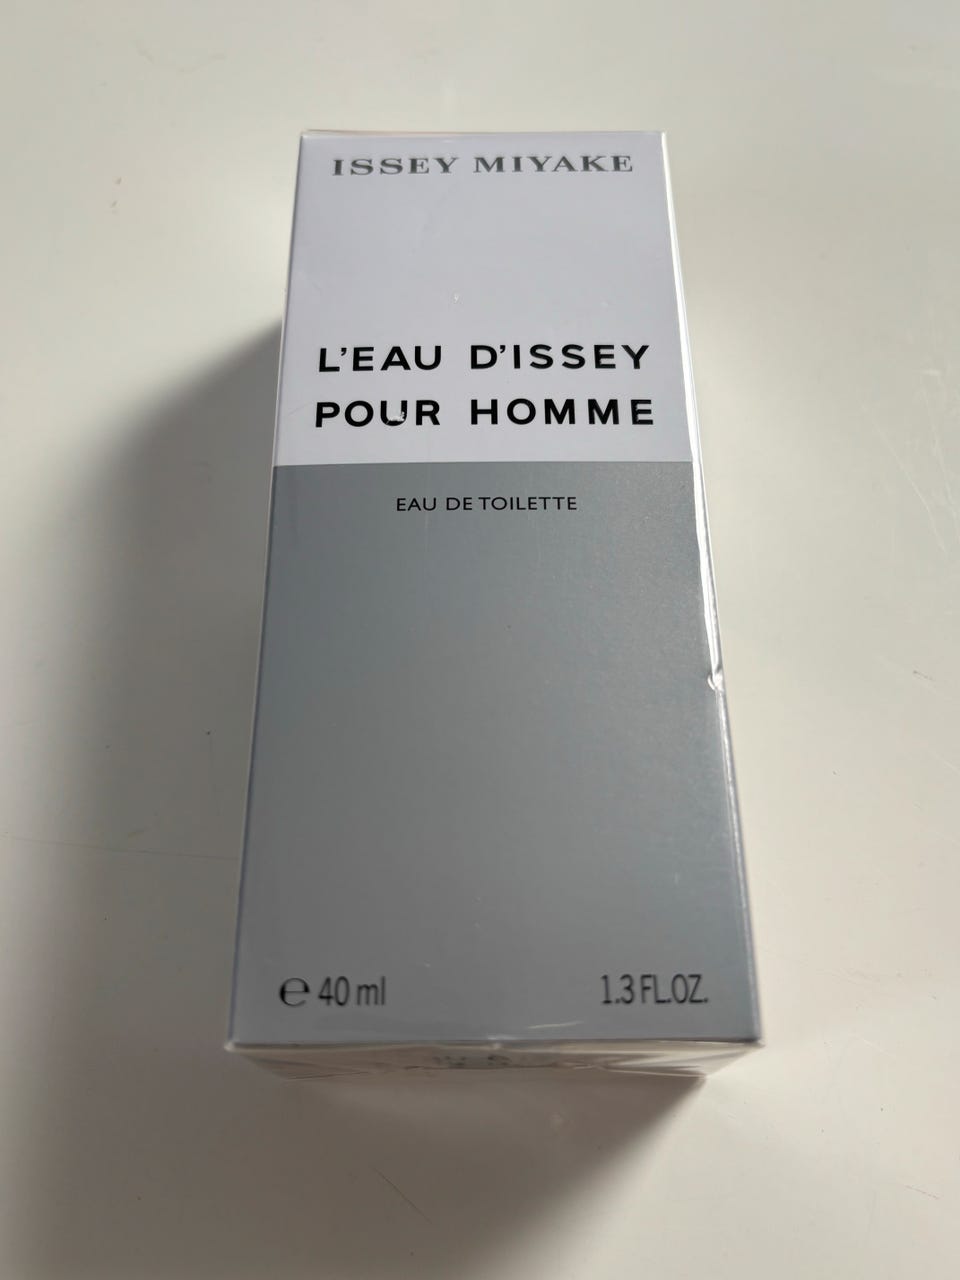 ISSEY MIYAKE
L'EAU D'ISSEY
POUR HOMME
EAU DE TOILETTE
℮ 40 ml
1.3 FL.OZ.